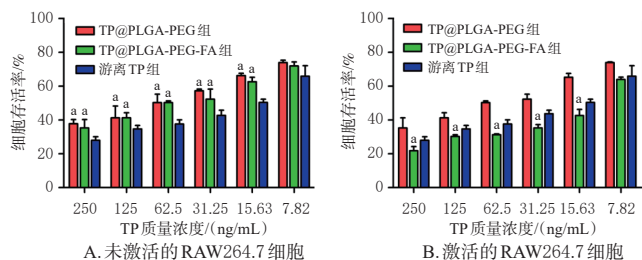 80
60
40
20
0
细胞存活率/%
TP@PLGA-PEG组
TP@PLGA-PEG-FA组
游离TP组
a a a a a a a a a a
250 125 62.5 31.25 15.63 7.82
TP质量浓度/(ng/mL)
A.未激活的RAW264.7细胞
80
60
40
20
0
细胞存活率/%
TP@PLGA-PEG组
TP@PLGA-PEG-FA组
游离TP组
a a a a a
250 125 62.5 31.25 15.63 7.82
TP质量浓度/(ng/mL)
B.激活的RAW264.7细胞